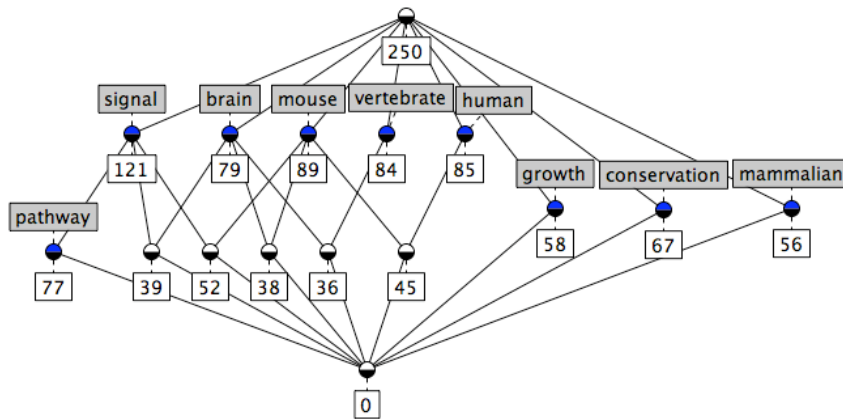 250
signal brain mouse vertebrate human
121 79 89 84 85
growth conservation mammalian
pathway
58 67 56
77 39 52 38 36 45
0